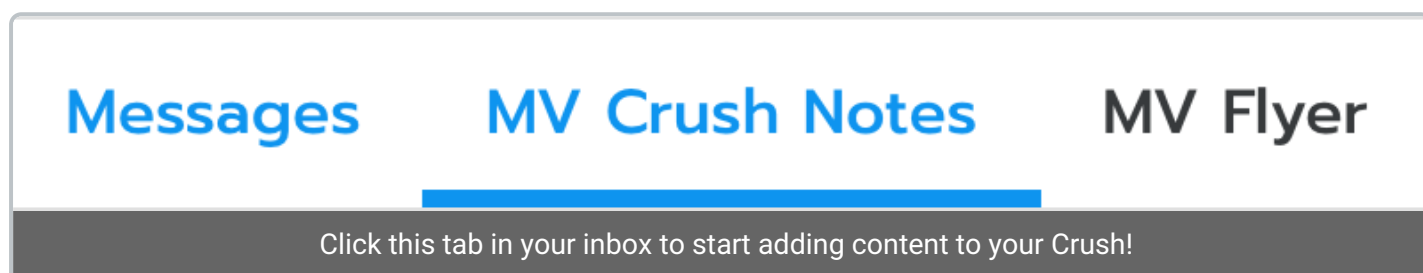 Messages MV Crush Notes MV Flyer
Click this tab in your inbox to start adding content to your Crush!